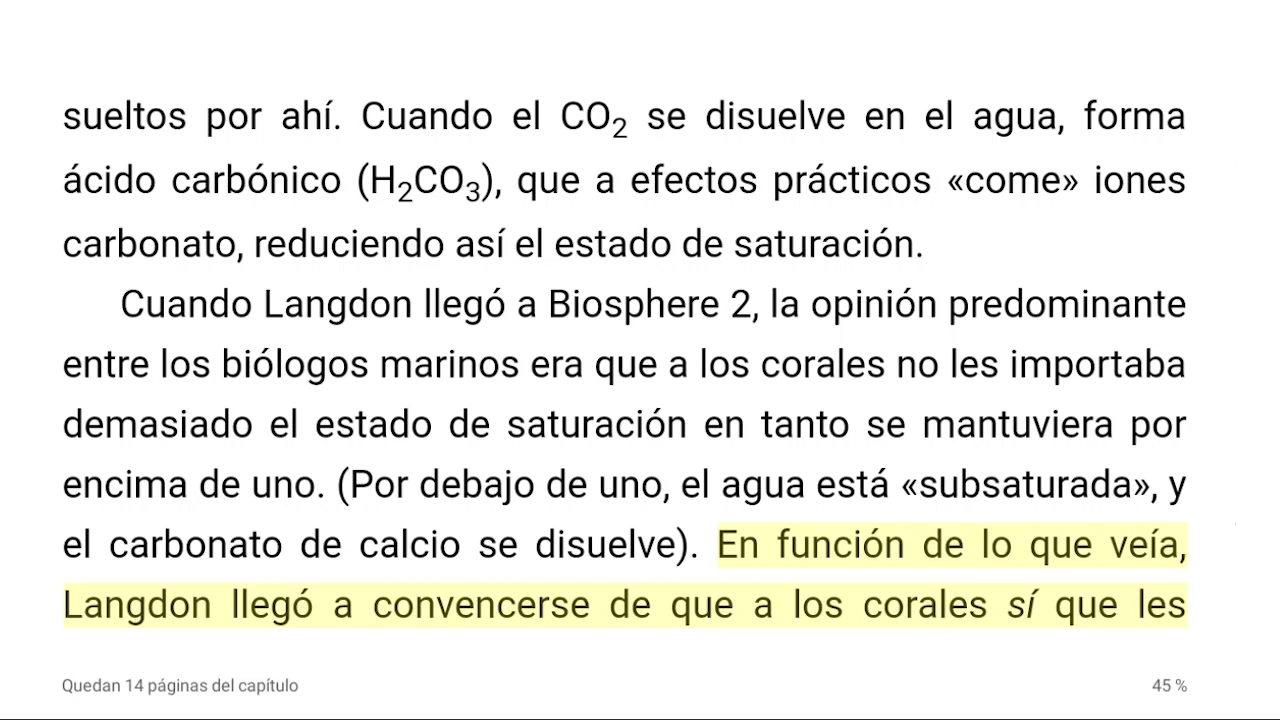 sueltos por ahí. Cuando el CO₂ se disuelve en el agua, forma
ácido carbónico (H₂CO₃), que a efectos prácticos «come» iones
carbonato, reduciendo así el estado de saturación.
Cuando Langdon llegó a Biosphere 2, la opinión predominante
entre los biólogos marinos era que a los corales no les importaba
demasiado el estado de saturación en tanto se mantuviera por
encima de uno. (Por debajo de uno, el agua está «subsaturada», y
el carbonato de calcio se disuelve). En función de lo que veía,
Langdon llegó a convencerse de que a los corales sí que les
Quedan 14 páginas del capítulo
45 %